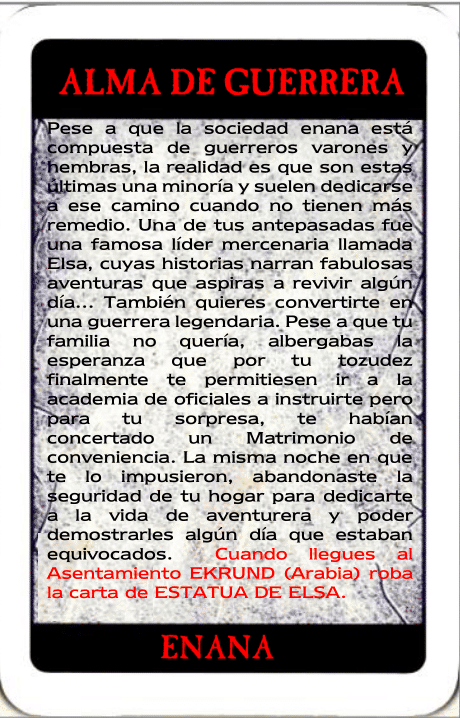 ALMA DE GUERRERA
Pese a que la sociedad enana está
compuesta de guerreros varones y
hembras, la realidad es que son estas
últimas una minoría y suelen dedicarse
a ese camino cuando no tienen más
remedio. Una de tus antepasadas fue
una famosa líder mercenaria llamada
Elsa, cuyas historias narran fabulosas
aventuras que aspiras a revivir algún
día... También quieres convertirte en
una guerrera legendaria. Pese a que tu
familia no quería, albergabas la
esperanza que por tu tozudez
finalmente te permitiesen ir a la
academia de oficiales a instruirte pero
para tu sorpresa, te habían
concertado un Matrimonio de
conveniencia. La misma noche en que
te lo impusieron, abandonaste la
seguridad de tu hogar para dedicarte
a la vida de aventurera y poder
demostrarles algún día que estaban
equivocados. Cuando llegues al
Asentamiento EKRUND (Arabia) roba
la carta de ESTATUA DE ELSA.
ENANA